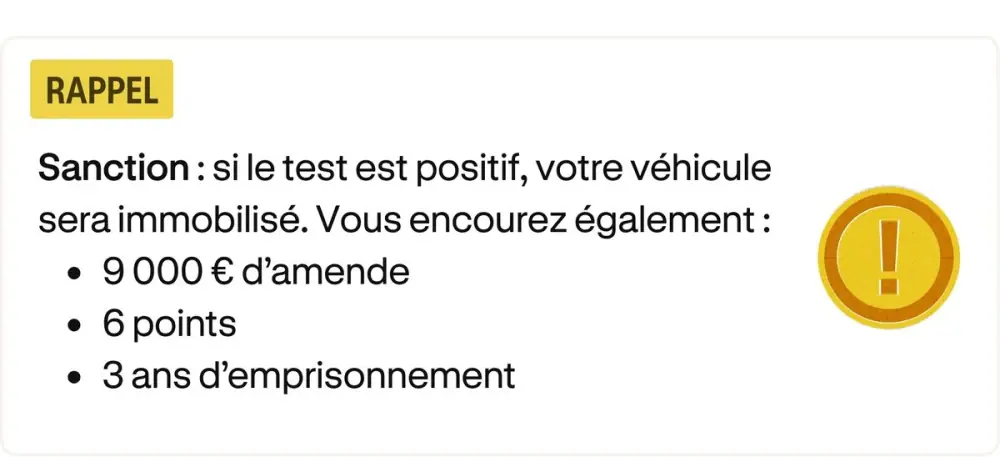 RAPPEL
Sanction : si le test est positif, votre véhicule
sera immobilisé. Vous encourez également :
• 9 000 € d’amende
• 6 points
• 3 ans d’emprisonnement
!